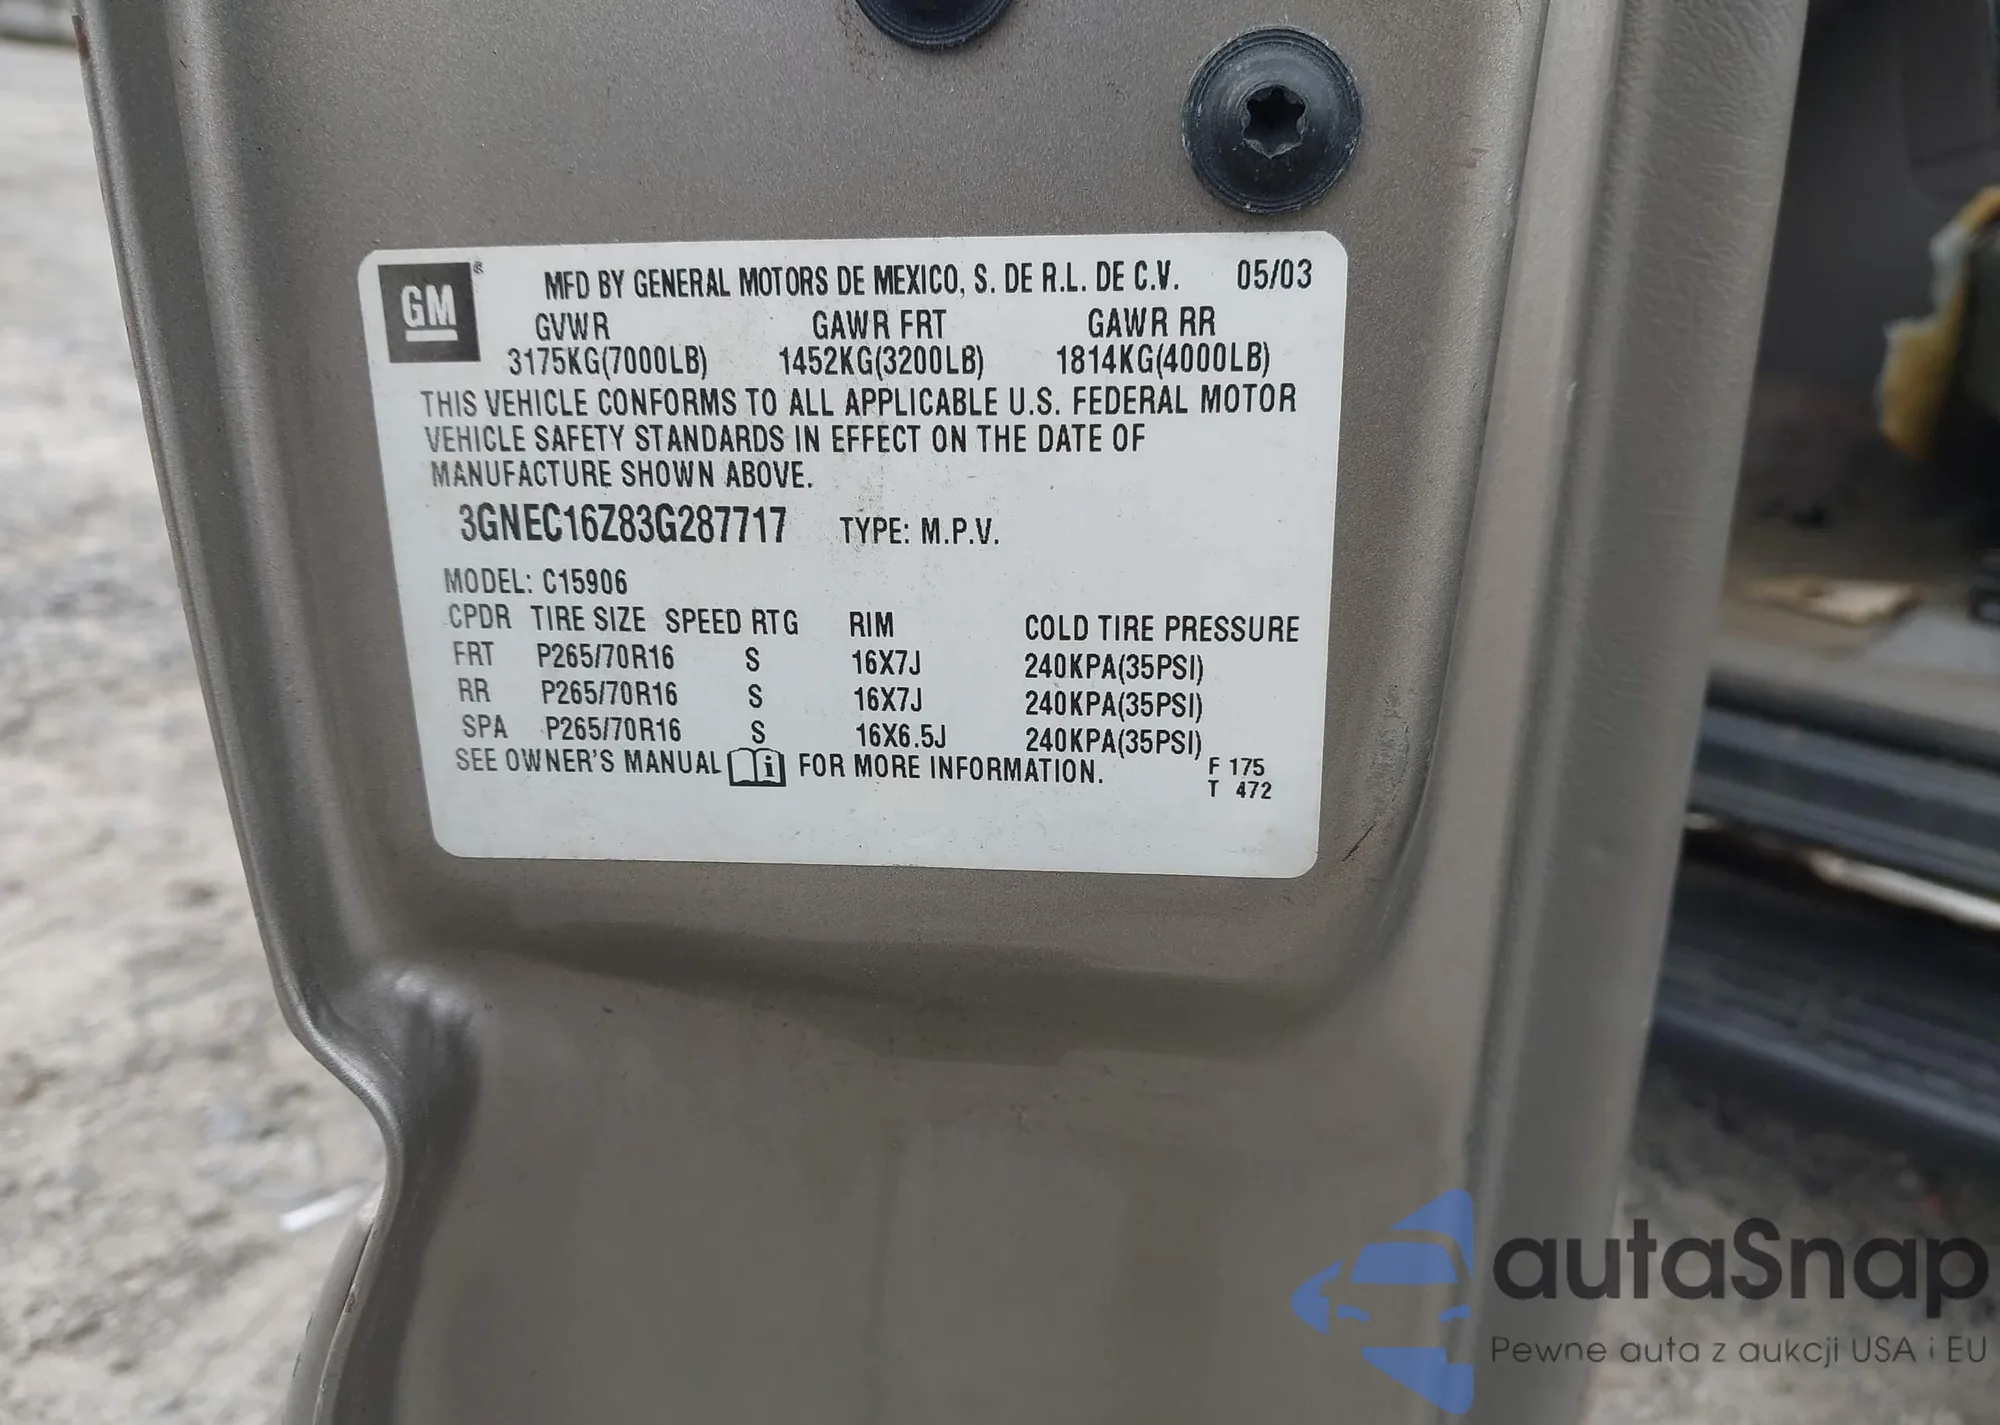 GM ®
MFD BY GENERAL MOTORS DE MEXICO, S. DE R.L. DE C.V. 05/03
GVWR GAWR FRT GAWR RR
3175KG(7000LB) 1452KG(3200LB) 1814KG(4000LB)
THIS VEHICLE CONFORMS TO ALL APPLICABLE U.S. FEDERAL MOTOR
VEHICLE SAFETY STANDARDS IN EFFECT ON THE DATE OF
MANUFACTURE SHOWN ABOVE.
3GNEC16Z83G287717 TYPE: M.P.V.
MODEL: C15906
CPDR TIRE SIZE SPEED RTG RIM COLD TIRE PRESSURE
FRT P265/70R16 S 16X7J 240KPA(35PSI)
RR P265/70R16 S 16X7J 240KPA(35PSI)
SPA P265/70R16 S 16X6.5J 240KPA(35PSI)
SEE OWNER'S MANUAL i FOR MORE INFORMATION.
F 175
T 472
autaSnap
Pewne auta z aukcji USA i EU